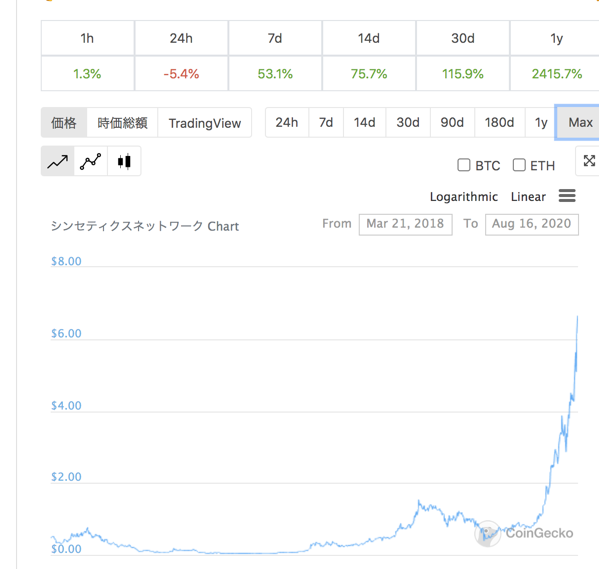 1h 24h 7d 14d 30d 1y
1.3% -5.4% 53.1% 75.7% 115.9% 2415.7%
価格 時価総額 TradingView 24h 7d 14d 30d 90d 180d 1y Max
BTC ETH
Logarithmic Linear
シンセティクスネットワーク Chart From Mar 21, 2018 To Aug 16, 2020
$8.00
$6.00
$4.00
$2.00
$0.00
CoinGecko